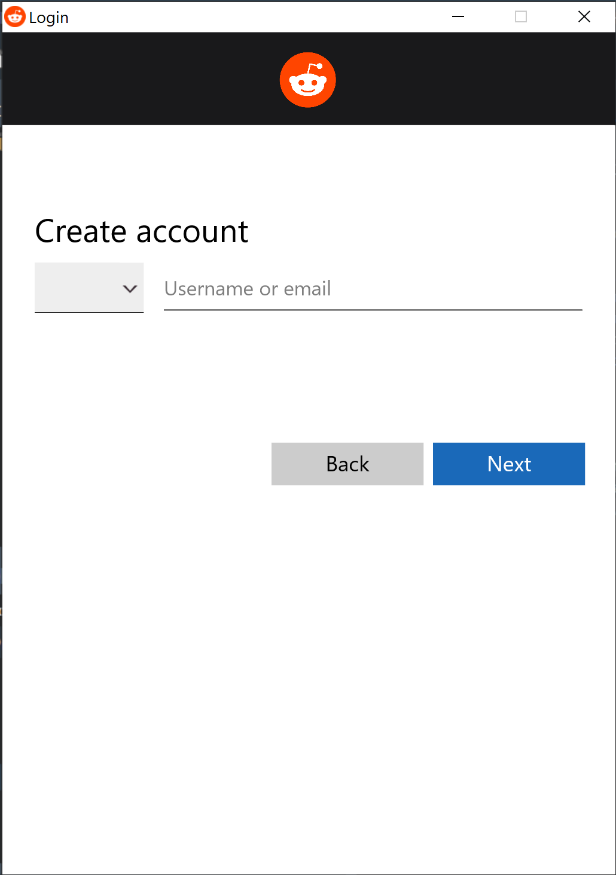 Login
Create account
Username or email
Back
Next